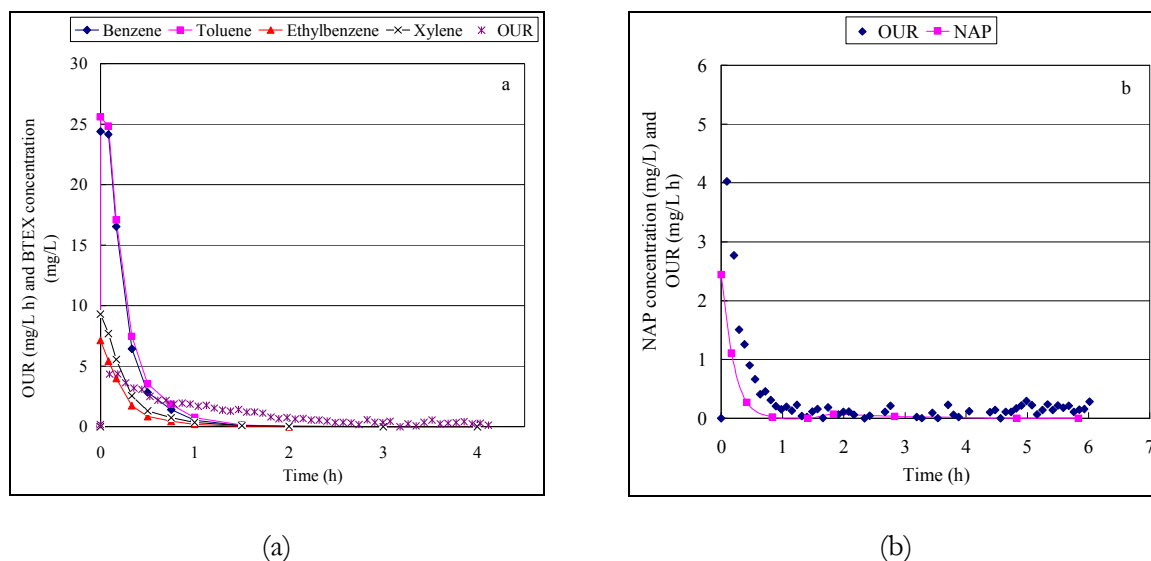 Benzene Toluene Ethylbenzene Xylene OUR
a
30
25
20
15
10
5
0
OUR (mg/L h) and BTEX concentration
(mg/L)
0 1 2 3 4
Time (h)
(a)
OUR NAP
b
6
5
4
3
2
1
0
NAP concentration (mg/L) and
OUR (mg/L h)
0 1 2 3 4 5 6 7
Time (h)
(b)